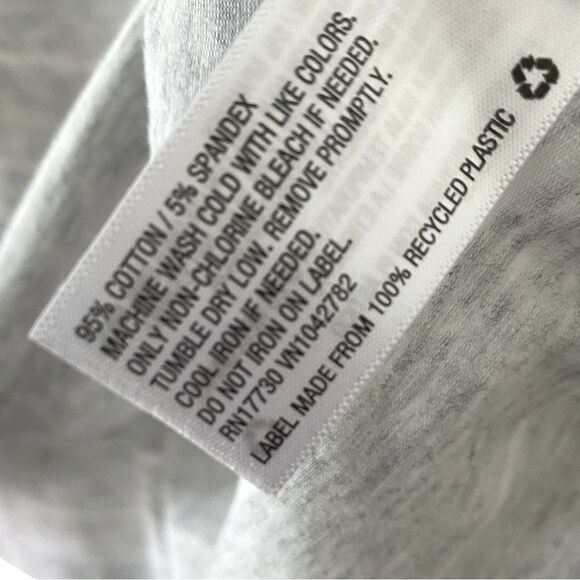 95% COTTON / 5% SPANDEX
MACHINE WASH COLD WITH LIKE COLORS.
ONLY NON-CHLORINE BLEACH IF NEEDED.
TUMBLE DRY LOW. REMOVE PROMPTLY.
COOL IRON IF NEEDED.
DO NOT IRON ON LABEL.
RN17730 VN1042782
LABEL MADE FROM 100% RECYCLED PLASTIC